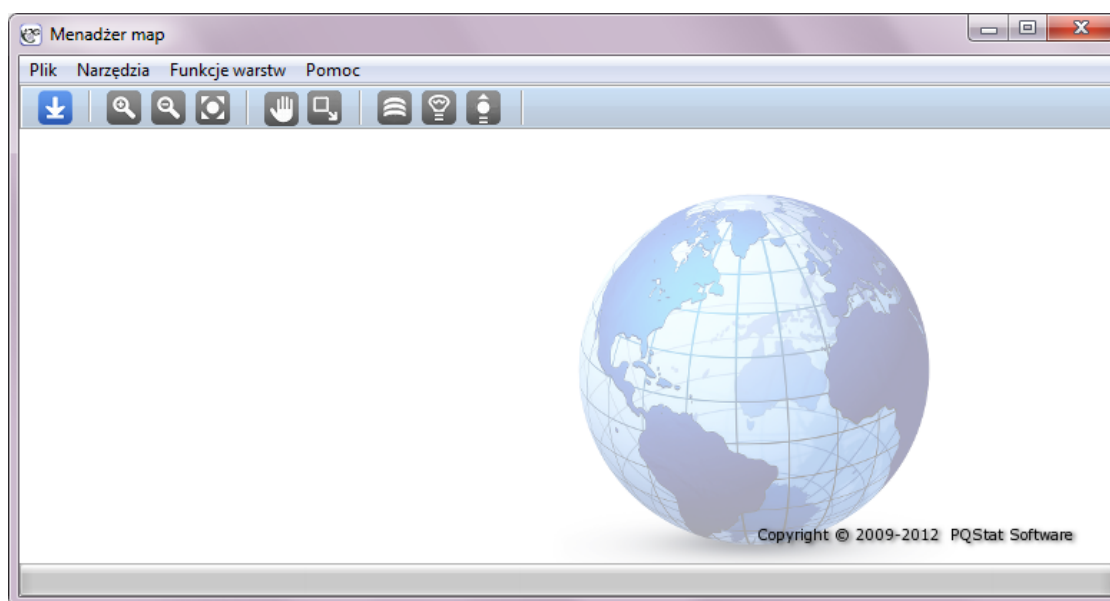 Menadżer map
Plik Narzędzia Funkcje warstw Pomoc
Copyright © 2009-2012 PQStat Software